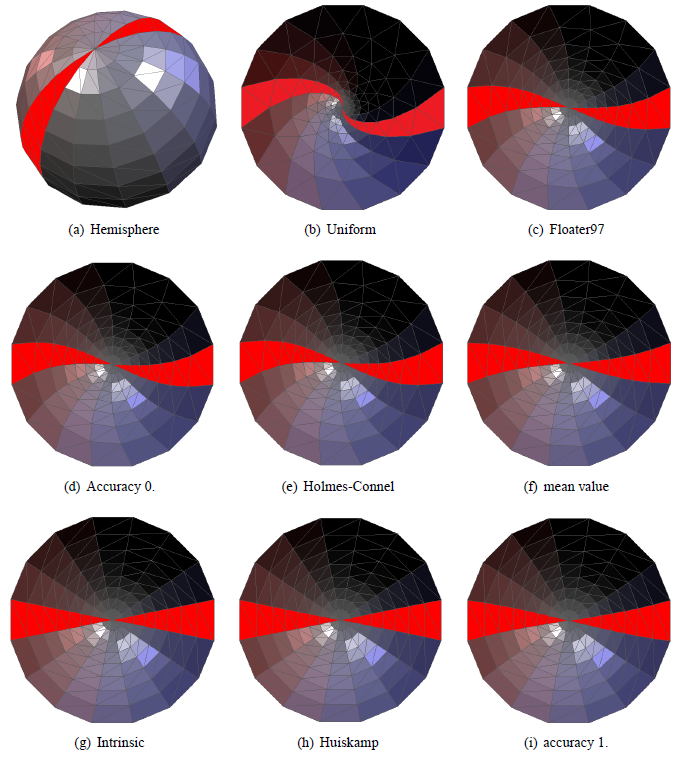 (a) Hemisphere
(b) Uniform
(c) Floater97
(d) Accuracy 0.
(e) Holmes-Connel
(f) mean value
(g) Intrinsic
(h) Huiskamp
(i) accuracy 1.